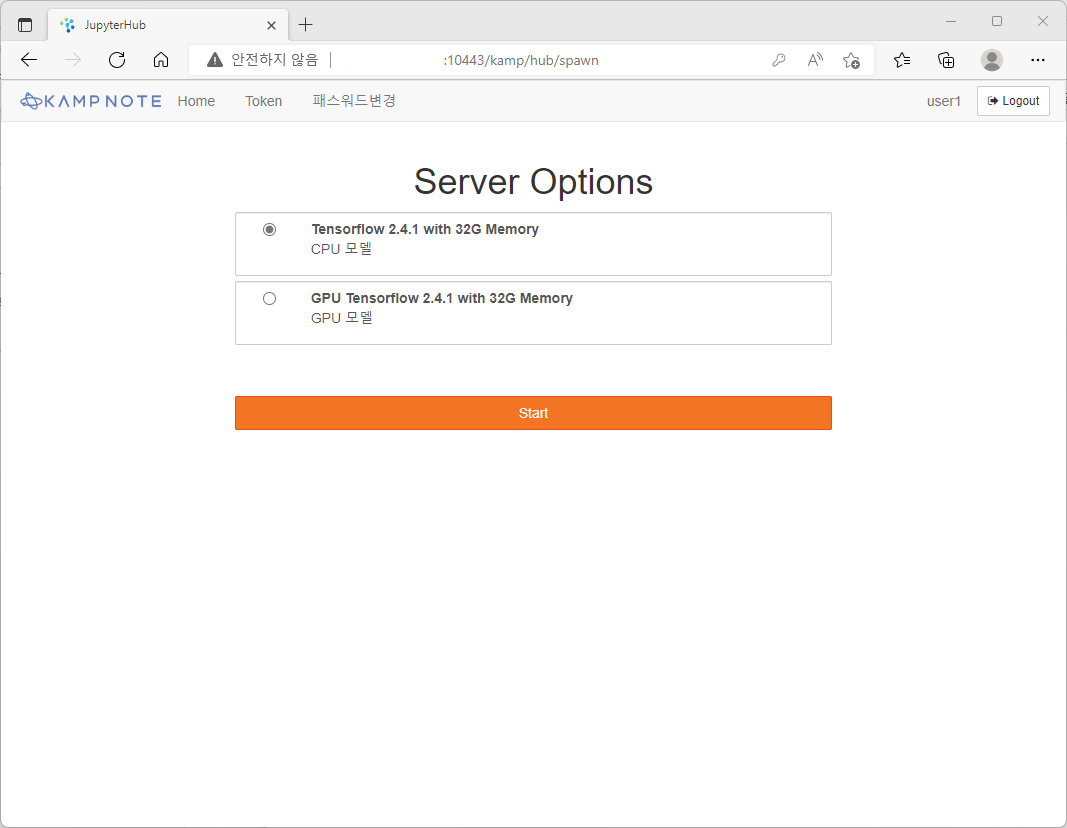 JupyterHub
안전하지 않음 :10443/kamp/hub/spawn
KAMP NOTE Home Token 패스워드변경 user1 Logout
Server Options
Tensorflow 2.4.1 with 32G Memory
CPU 모델
GPU Tensorflow 2.4.1 with 32G Memory
GPU 모델
Start